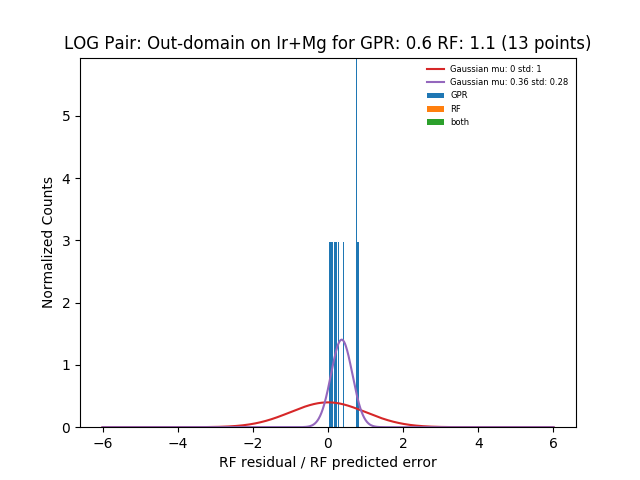 LOG Pair: Out-domain on Ir+Mg for GPR: 0.6 RF: 1.1 (13 points)
Gaussian mu: 0 std: 1
Gaussian mu: 0.36 std: 0.28
GPR
RF
both
Normalized Counts
5
4
3
2
1
0
−6 −4 −2 0 2 4 6
RF residual / RF predicted error